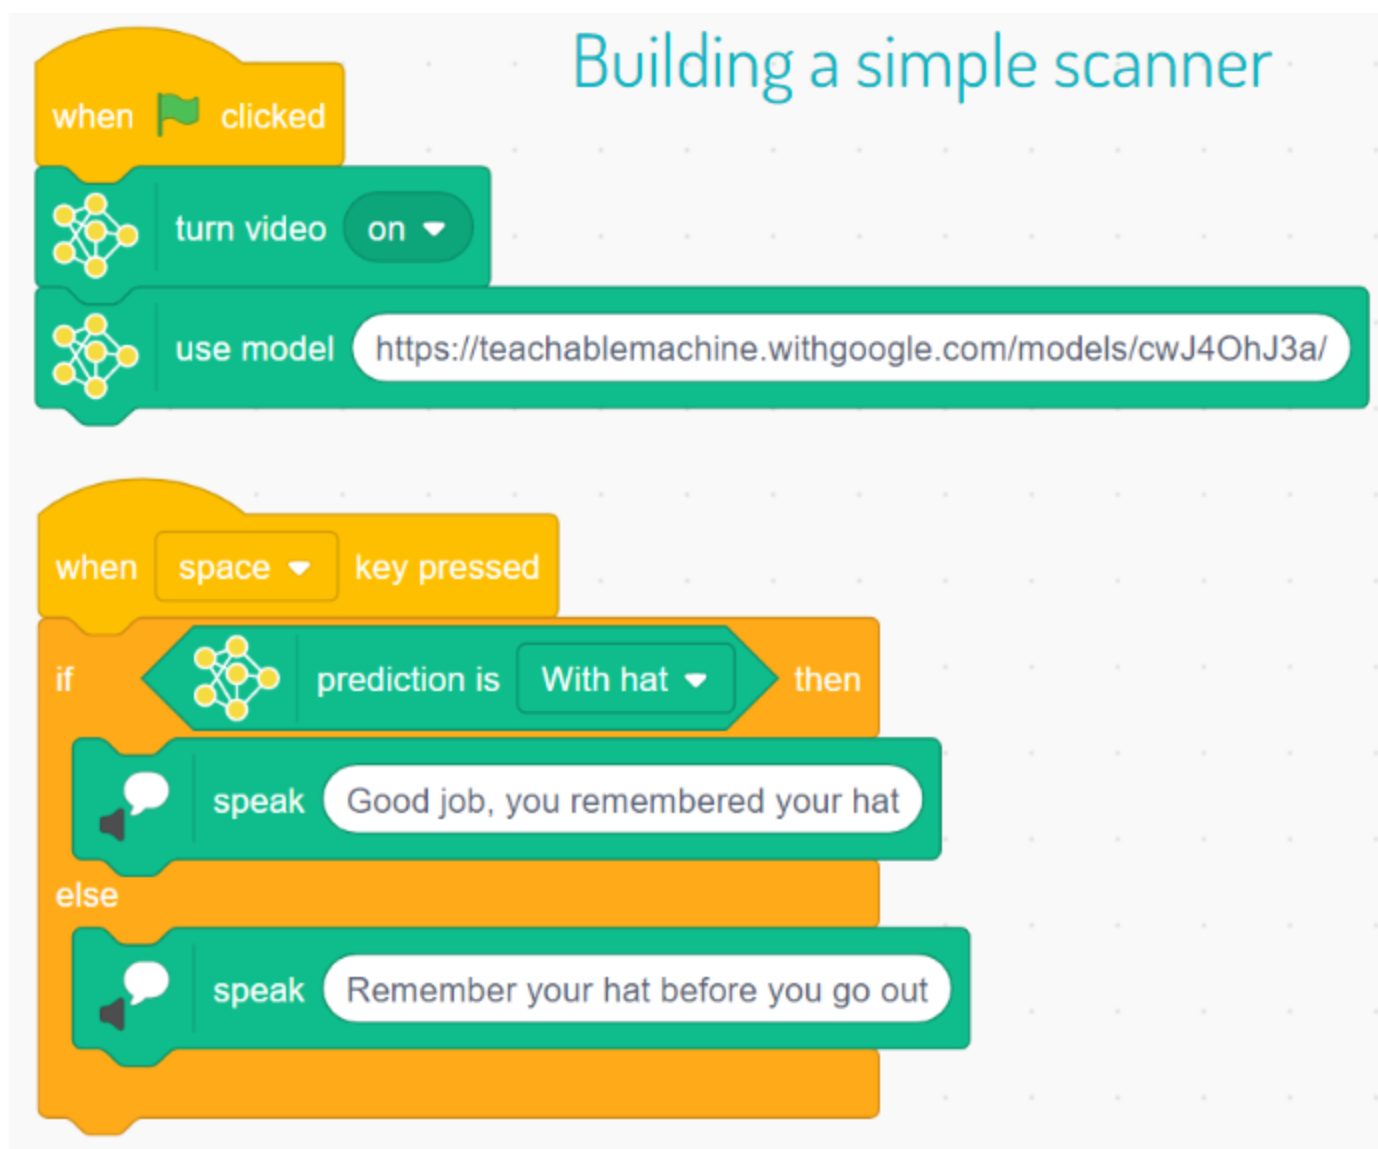 Building a simple scanner
when clicked
turn video on
use model https://teachablemachine.withgoogle.com/models/cwJ4OhJ3a/
when space key pressed
if prediction is With hat then
speak Good job, you remembered your hat
else
speak Remember your hat before you go out